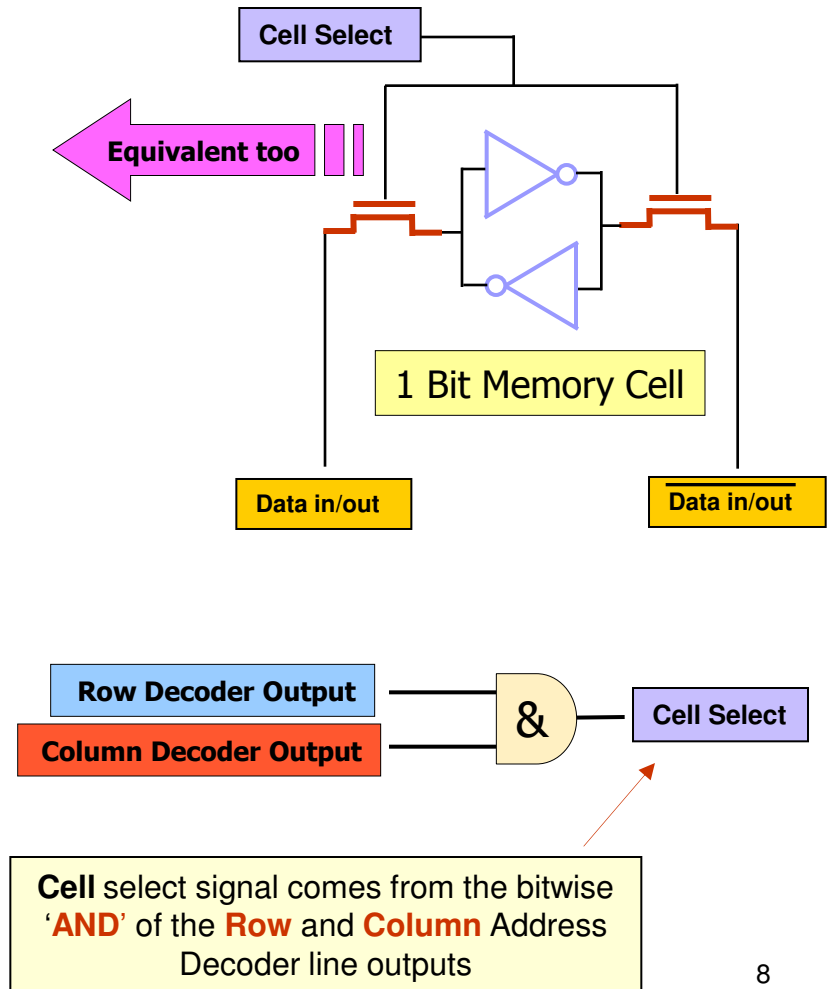 Cell Select
Equivalent too
1 Bit Memory Cell
Data in/out
Data in/out
Row Decoder Output
&
Cell Select
Column Decoder Output
Cell select signal comes from the bitwise
‘AND’ of the Row and Column Address
Decoder line outputs
8